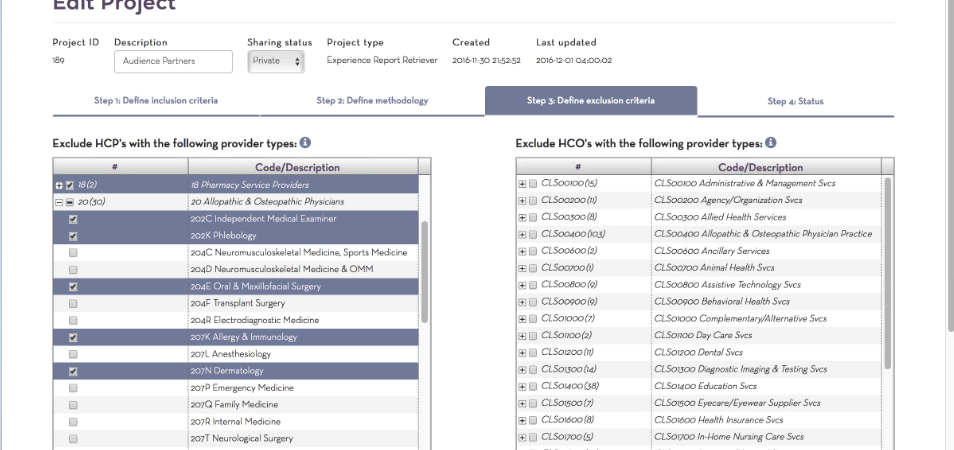 Edit Project
Project ID Description Sharing status Project type Created Last updated
189 Audience Partners Private Experience Report Retriever 2016-11-30 21:52:52 2016-12-01 04:00:02
Step 1: Define inclusion criteria Step 2: Define methodology Step 3: Define exclusion criteria Step 4: Status
Exclude HCP's with the following provider types:
# Code/Description
18 (2) 18 Pharmacy Service Providers
20 (30) 20 Allopathic & Osteopathic Physicians
202C Independent Medical Examiner
202K Phlebology
204C Neuromusculoskeletal Medicine, Sports Medicine
204D Neuromusculoskeletal Medicine & OMM
204E Oral & Maxillofacial Surgery
204F Transplant Surgery
204R Electrodiagnostic Medicine
207K Allergy & Immunology
207L Anesthesiology
207N Dermatology
207P Emergency Medicine
207Q Family Medicine
207R Internal Medicine
207T Neurological Surgery
Exclude HCO's with the following provider types:
# Code/Description
CLS00100 (15) CLS00100 Administrative & Management Svcs
CLS00200 (11) CLS00200 Agency/Organization Svcs
CLS00300 (8) CLS00300 Allied Health Services
CLS00400 (103) CLS00400 Allopathic & Osteopathic Physician Practice
CLS00600 (2) CLS00600 Ancillary Services
CLS00700 (1) CLS00700 Animal Health Svcs
CLS00800 (9) CLS00800 Assistive Technology Svcs
CLS00900 (9) CLS00900 Behavioral Health Svcs
CLS01000 (7) CLS01000 Complementary/Alternative Svcs
CLS01100 (2) CLS01100 Day Care Svcs
CLS01200 (11) CLS01200 Dental Svcs
CLS01300 (14) CLS01300 Diagnostic Imaging & Testing Svcs
CLS01400 (38) CLS01400 Education Svcs
CLS01500 (7) CLS01500 Eyecare/Eyewear Supplier Svcs
CLS01600 (8) CLS01600 Health Insurance Svcs
CLS01700 (5) CLS01700 In-Home Nursing Care Svcs